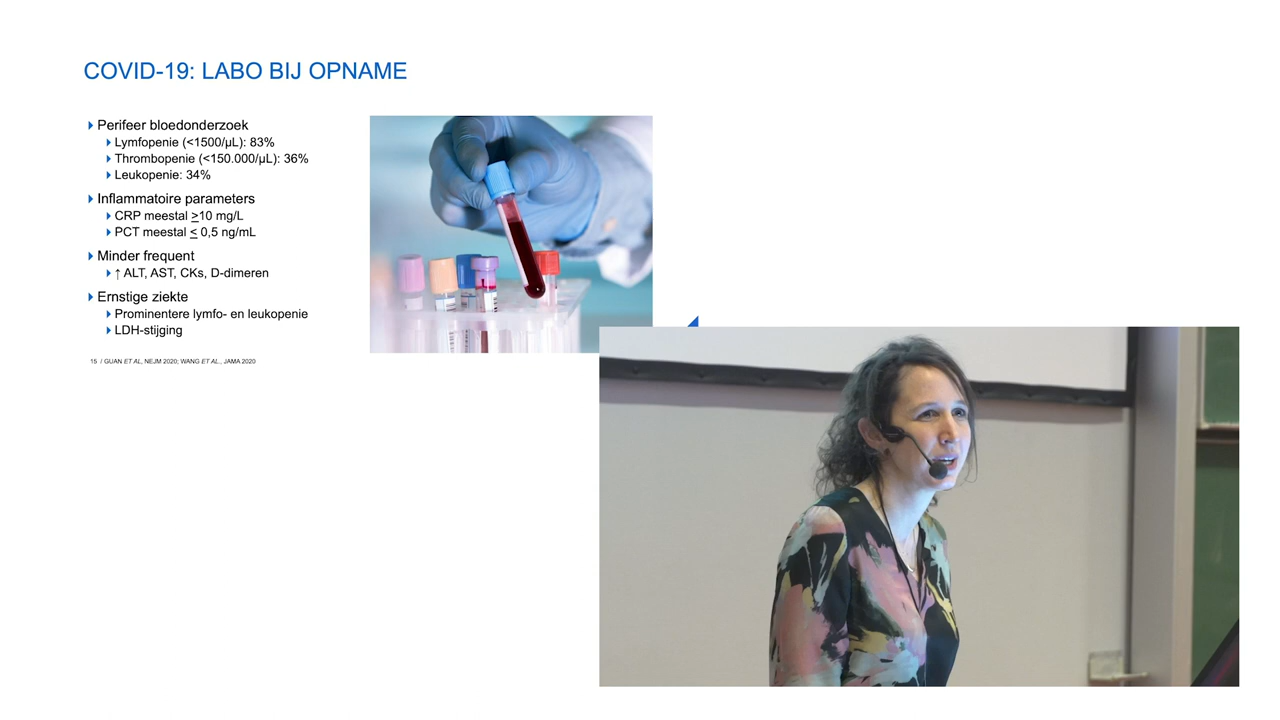 COVID-19: LABO BIJ OPNAME
Perifeer bloedonderzoek
Lymfopenie (<1500/µL): 83%
Thrombopenie (<150.000/µL): 36%
Leukopenie: 34%
Inflammatoire parameters
CRP meestal ≥10 mg/L
PCT meestal ≤ 0,5 ng/mL
Minder frequent
↑ ALT, AST, CKs, D-dimeren
Ernstige ziekte
Prominentere lymfo- en leukopenie
LDH-stijging
15 / GUAN ET AL, NEJM 2020; WANG ET AL., JAMA 2020